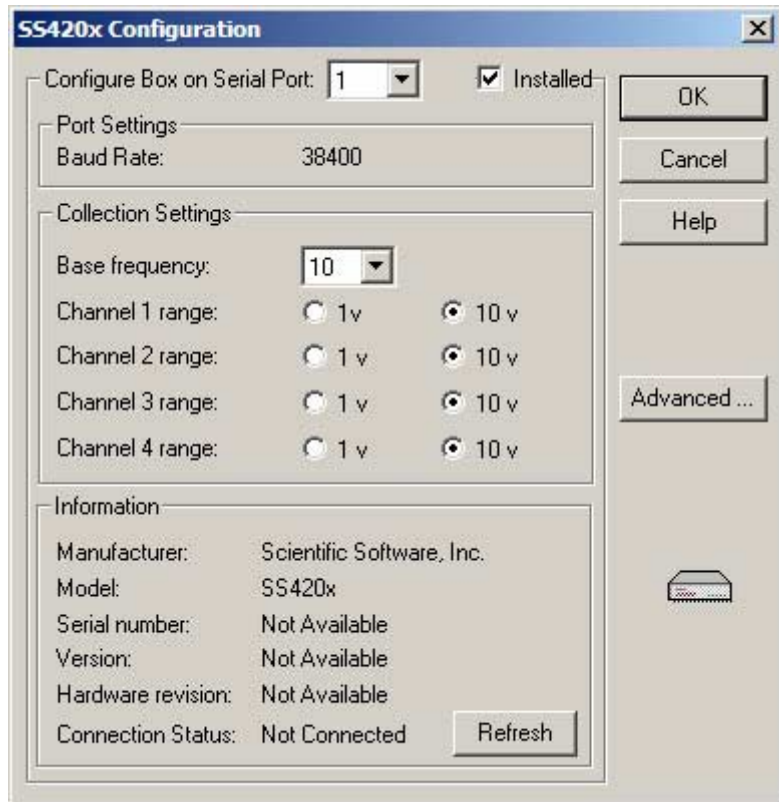 SS420x Configuration
Configure Box on Serial Port: 1 Installed
OK
Port Settings
Baud Rate: 38400
Cancel
Collection Settings
Help
Base frequency: 10
Channel 1 range: 1v 10 v
Channel 2 range: 1 v 10 v
Channel 3 range: 1 v 10 v
Advanced ...
Channel 4 range: 1 v 10 v
Information
Manufacturer: Scientific Software, Inc.
Model: SS420x
Serial number: Not Available
Version: Not Available
Hardware revision: Not Available
Connection Status: Not Connected Refresh